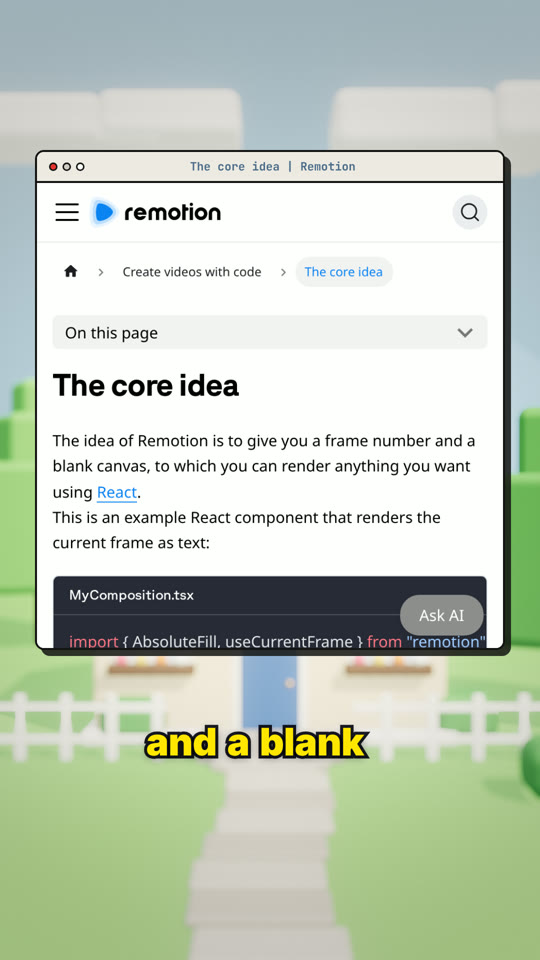 The core idea | Remotion
remotion
Create videos with code
The core idea
On this page
The core idea
The idea of Remotion is to give you a frame number and a
blank canvas, to which you can render anything you want
using React.
This is an example React component that renders the
current frame as text:
MyComposition.tsx
Ask AI
import { AbsoluteFill, useCurrentFrame } from "remotion"
and a blank